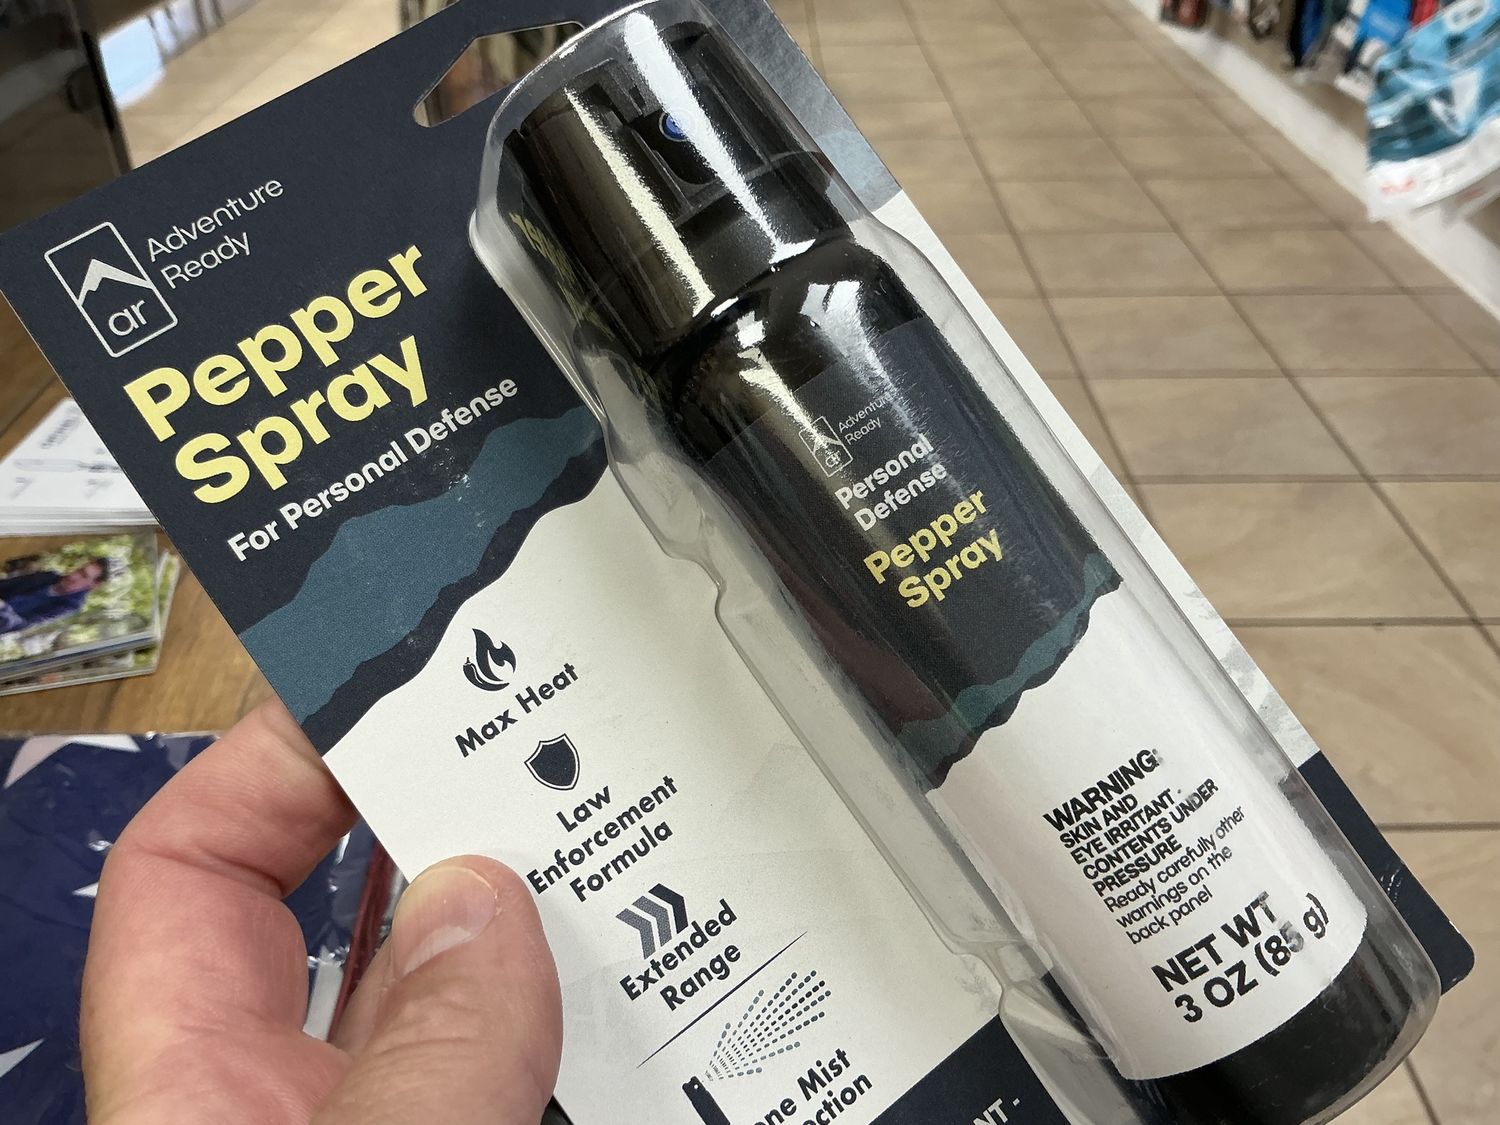 Adventure
Ready
ar
Pepper
Spray
For Personal Defense
Max Heat
Law
Enforcement
Formula
Extended
Range
Mist
Adventure
Ready
ar
Personal
Defense
Pepper
Spray
WARNING:
SKIN AND
EYE IRRITANT -
CONTENTS UNDER
PRESSURE
Ready carefully other
warnings on the
back panel
NET WT
3 OZ (85 g)